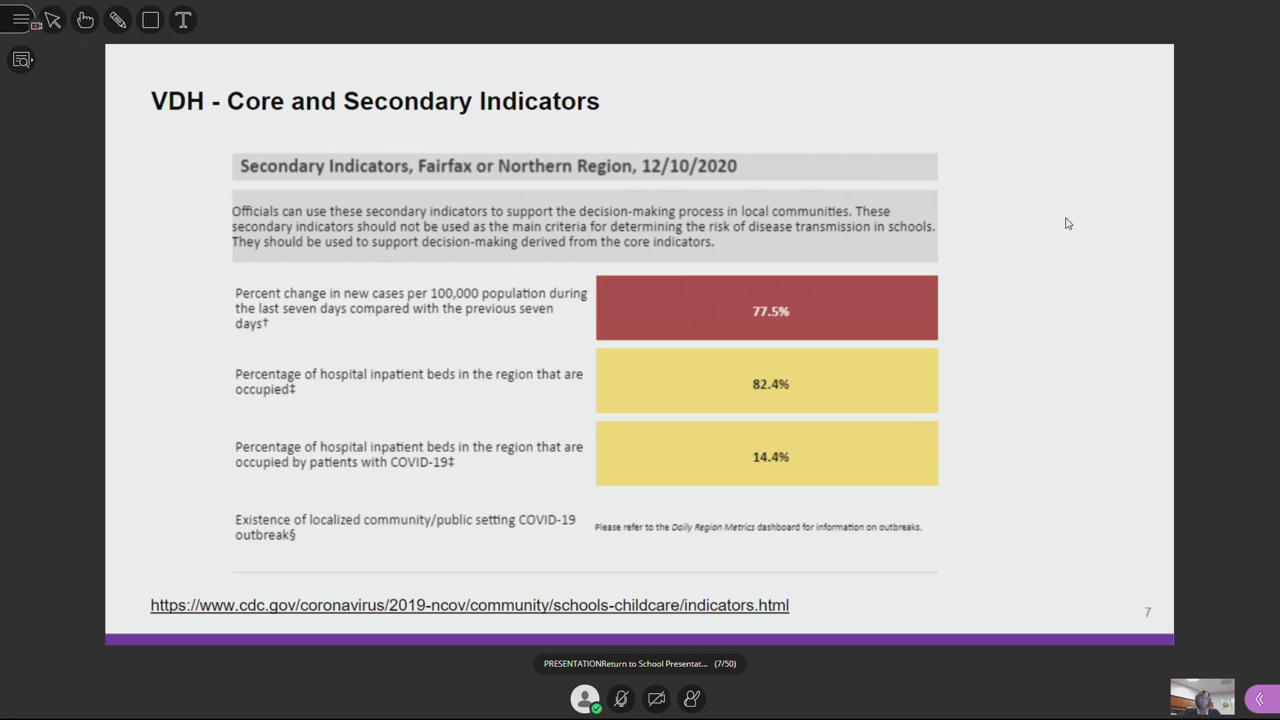 VDH - Core and Secondary Indicators
Secondary Indicators, Fairfax or Northern Region, 12/10/2020
Officials can use these secondary indicators to support the decision-making process in local communities. These
secondary indicators should not be used as the main criteria for determining the risk of disease transmission in schools.
They should be used to support decision-making derived from the core indicators.
Percent change in new cases per 100,000 population during
the last seven days compared with the previous seven
days†
77.5%
Percentage of hospital inpatient beds in the region that are
occupied‡
82.4%
Percentage of hospital inpatient beds in the region that are
occupied by patients with COVID-19‡
14.4%
Existence of localized community/public setting COVID-19
outbreak§
Please refer to the Daily Region Metrics dashboard for information on outbreaks.
https://www.cdc.gov/coronavirus/2019-ncov/community/schools-childcare/indicators.html
7
PRESENTATIONReturn to School Presentat... (7/50)